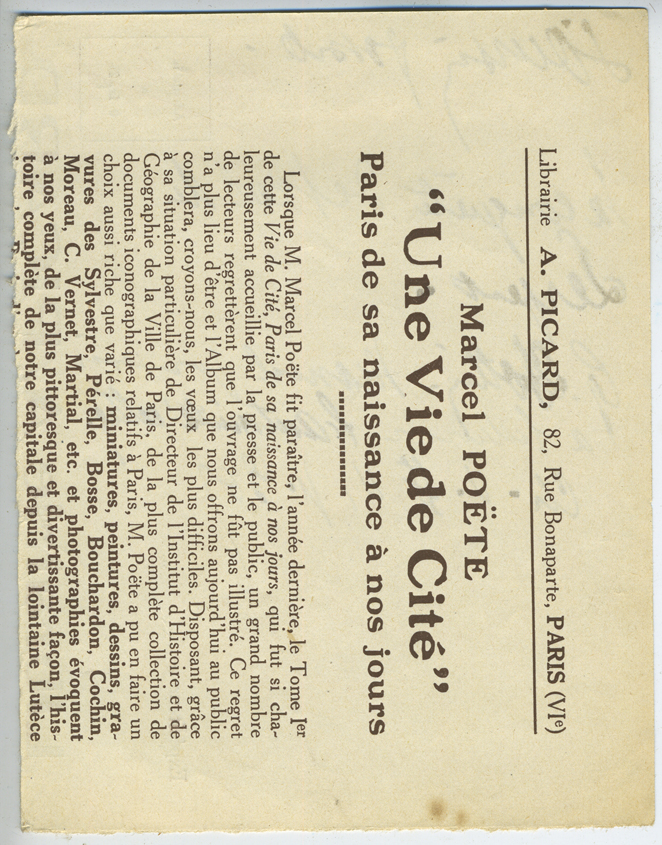 Librairie A. PICARD, 82, Rue Bonaparte, PARIS (VIe)
Marcel POËTE
“Une Vie de Cité”
Paris de sa naissance à nos jours
Lorsque M. Marcel Poëte fit paraître, l'année dernière, le Tome Ier
de cette Vie de Cité, Paris de sa naissance à nos jours, qui fut si cha-
leureusement accueillie par la presse et le public, un grand nombre
de lecteurs regrettèrent que l'ouvrage ne fût pas illustré. Ce regret
n'a plus lieu d'être et l'Album que nous offrons aujourd'hui au public
comblera, croyons-nous, les vœux les plus difficiles. Disposant, grâce
à sa situation particulière de Directeur de l'Institut d'Histoire et de
Géographie de la Ville de Paris, de la plus complète collection de
documents iconographiques relatifs à Paris, M. Poëte a pu en faire un
choix aussi riche que varié : miniatures, peintures, dessins, gra-
vures des Sylvestre, Pérelle, Bosse, Bouchardon, Cochin,
Moreau, C. Vernet, Martial, etc. et photographies évoquent
à nos yeux, de la plus pittoresque et divertissante façon, l'his-
toire complète de notre capitale depuis la lointaine Lutèce